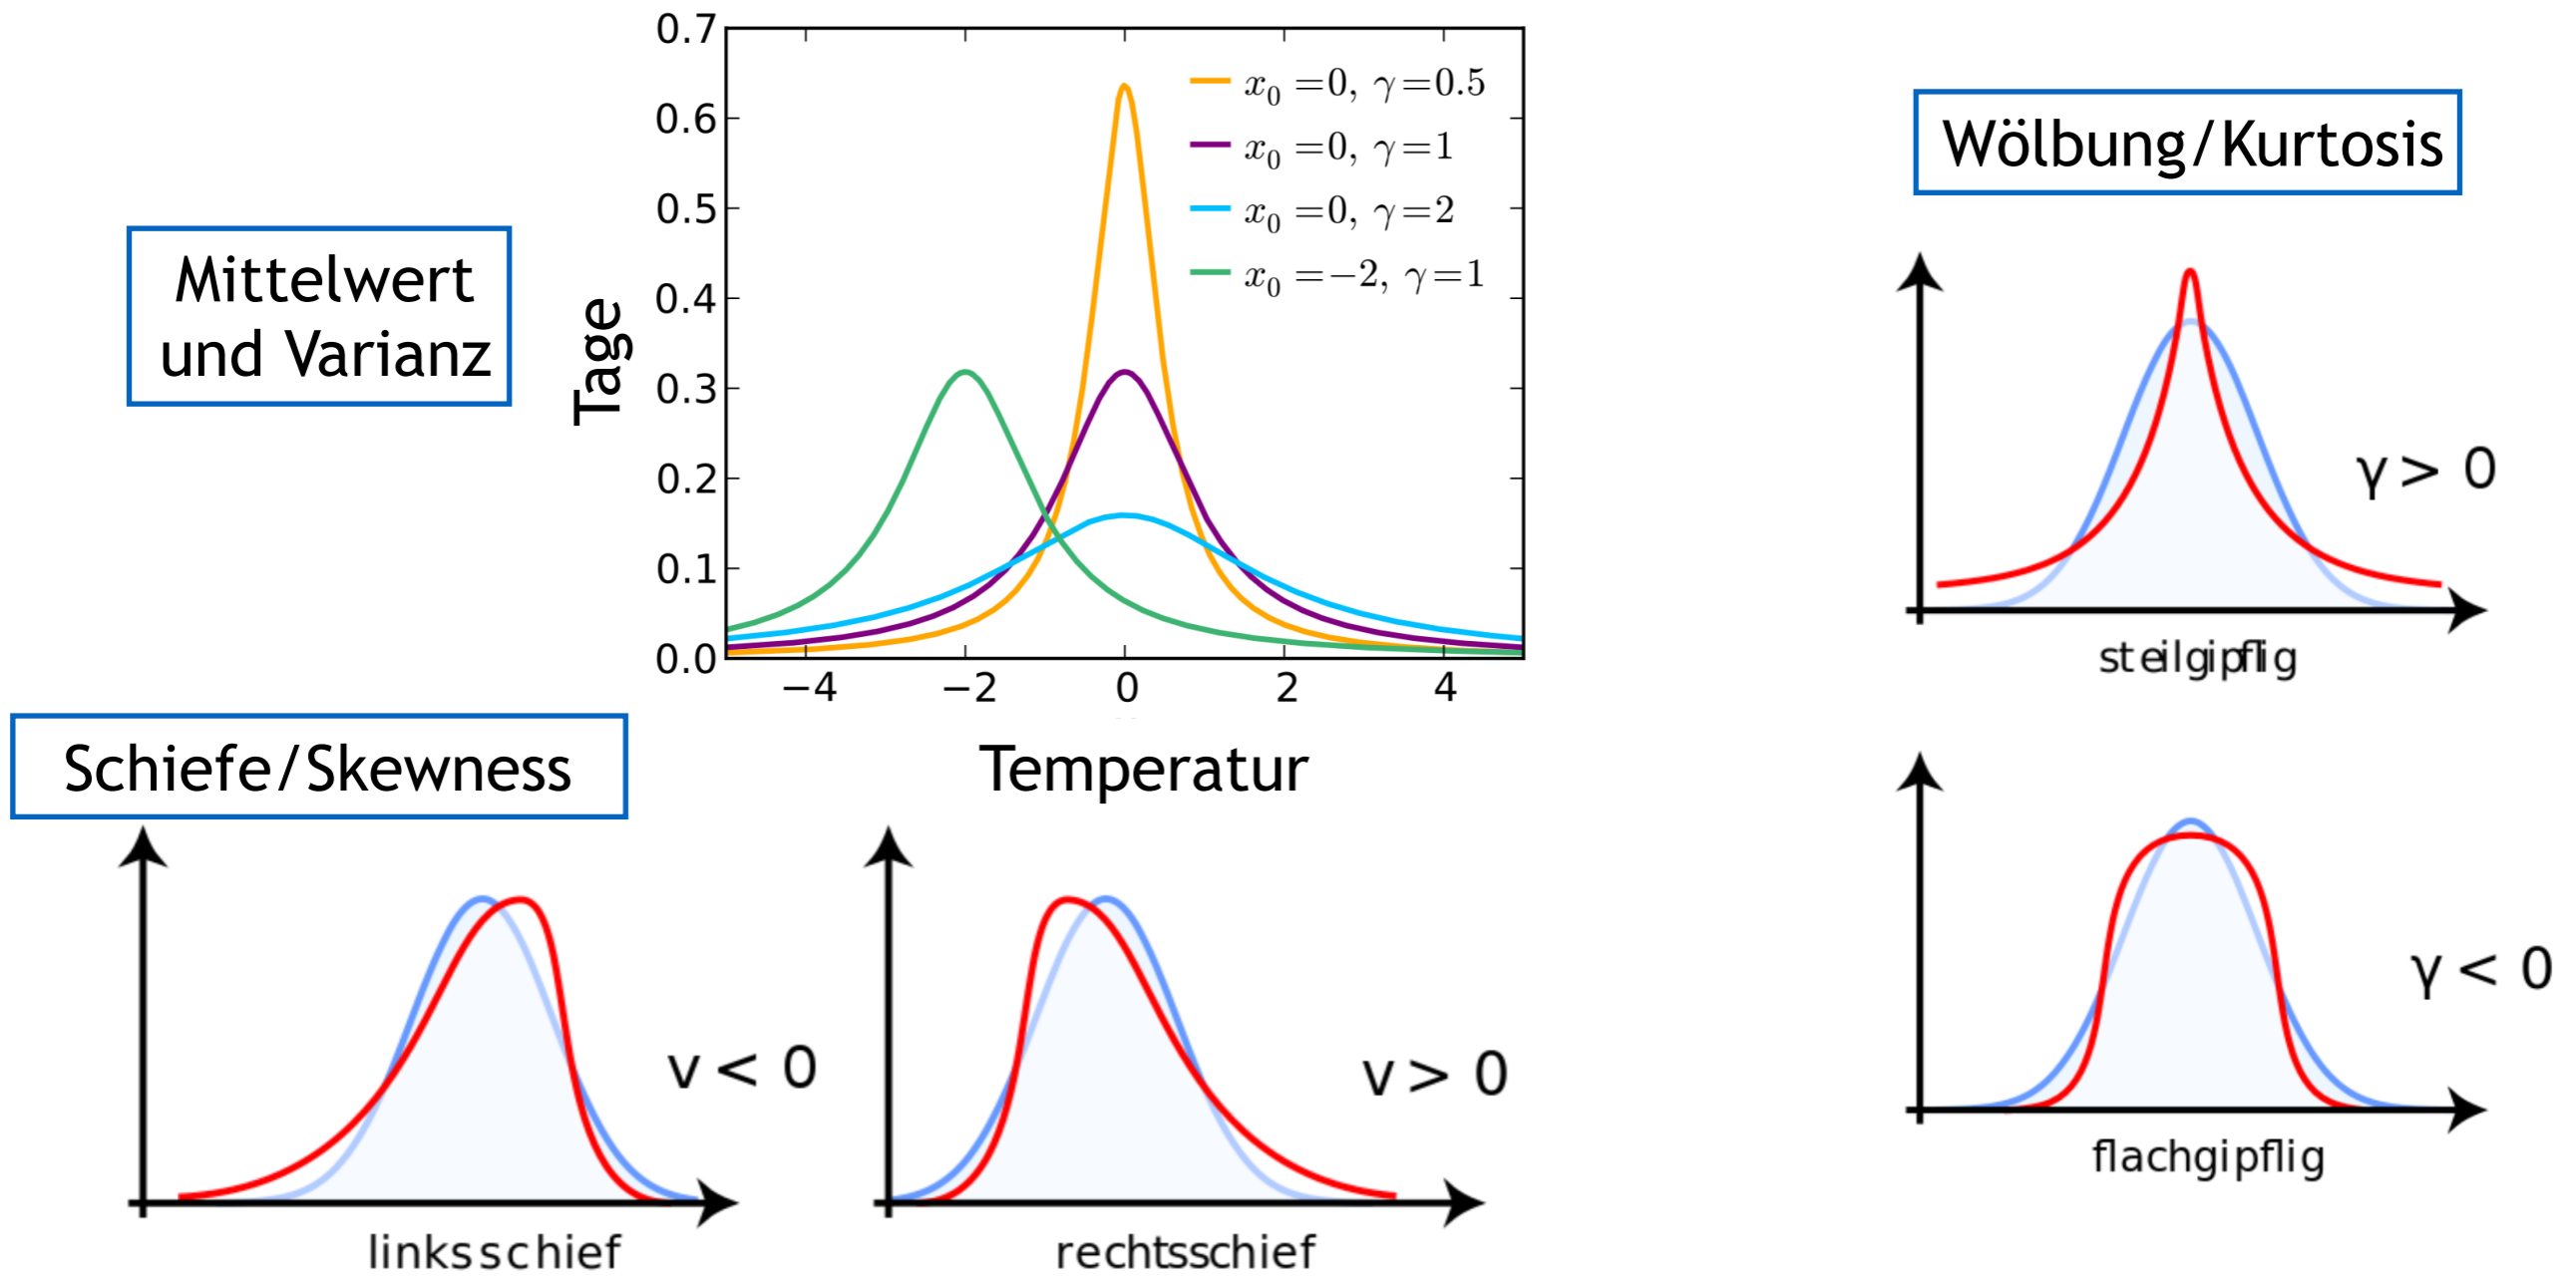 Mittelwert
und Varianz
0.7
0.6
0.5
0.4
0.3
0.2
0.1
0.0
Tage
x₀ =0, γ=0.5
x₀ =0, γ=1
x₀ =0, γ=2
x₀ =−2, γ=1
−4 −2 0 2 4
Temperatur
Wölbung/Kurtosis
γ > 0
steilgipflig
γ < 0
flachgipflig
Schiefe/Skewness
v < 0
linksschief
v > 0
rechtsschief